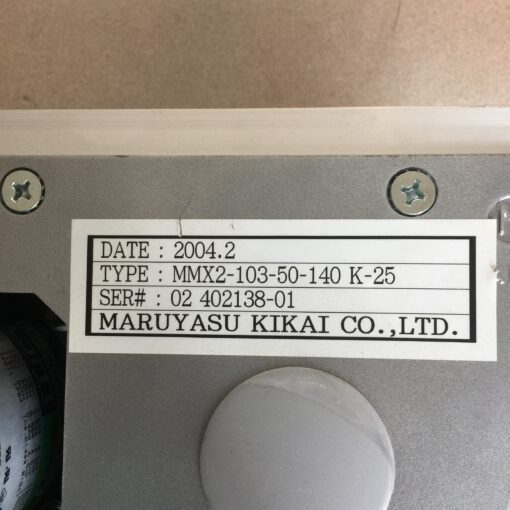 DATE : 2004.2
TYPE : MMX2-103-50-140 K-25
SER# : 02 402138-01
MARUYASU KIKAI CO.,LTD.